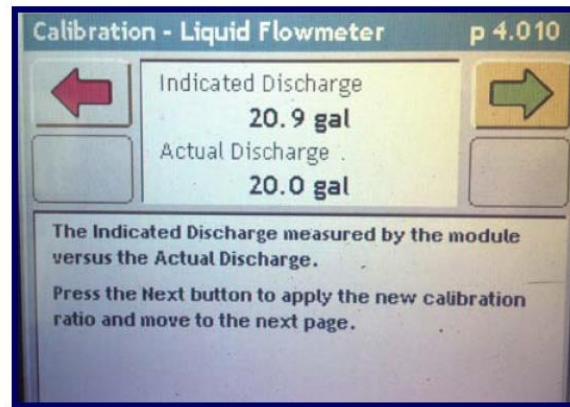 Calibration - Liquid Flowmeter p 4.010
Indicated Discharge
20.9 gal
Actual Discharge
20.0 gal
The Indicated Discharge measured by the module
versus the Actual Discharge.
Press the Next button to apply the new calibration
ratio and move to the next page.